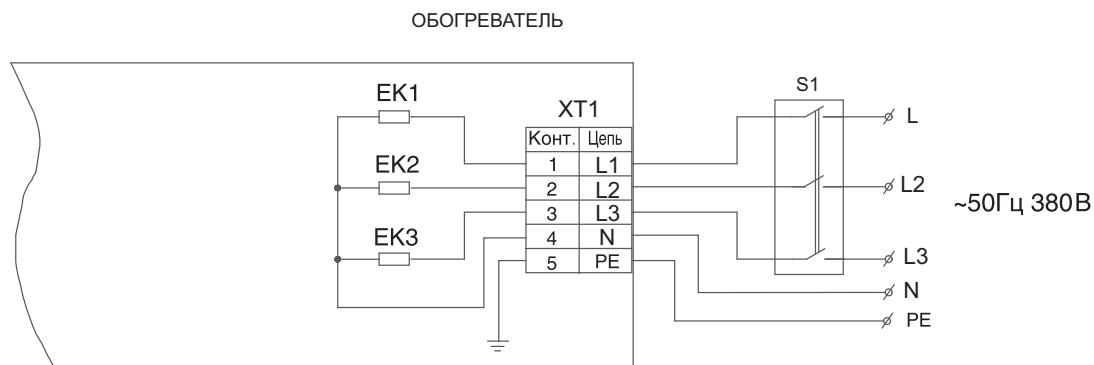 ОБОГРЕВАТЕЛЬ
EK1
EK2
EK3
XT1
Конт. Цепь
1 L1
2 L2
3 L3
4 N
5 PE
S1
L
L2
L3
N
PE
~50Гц 380В